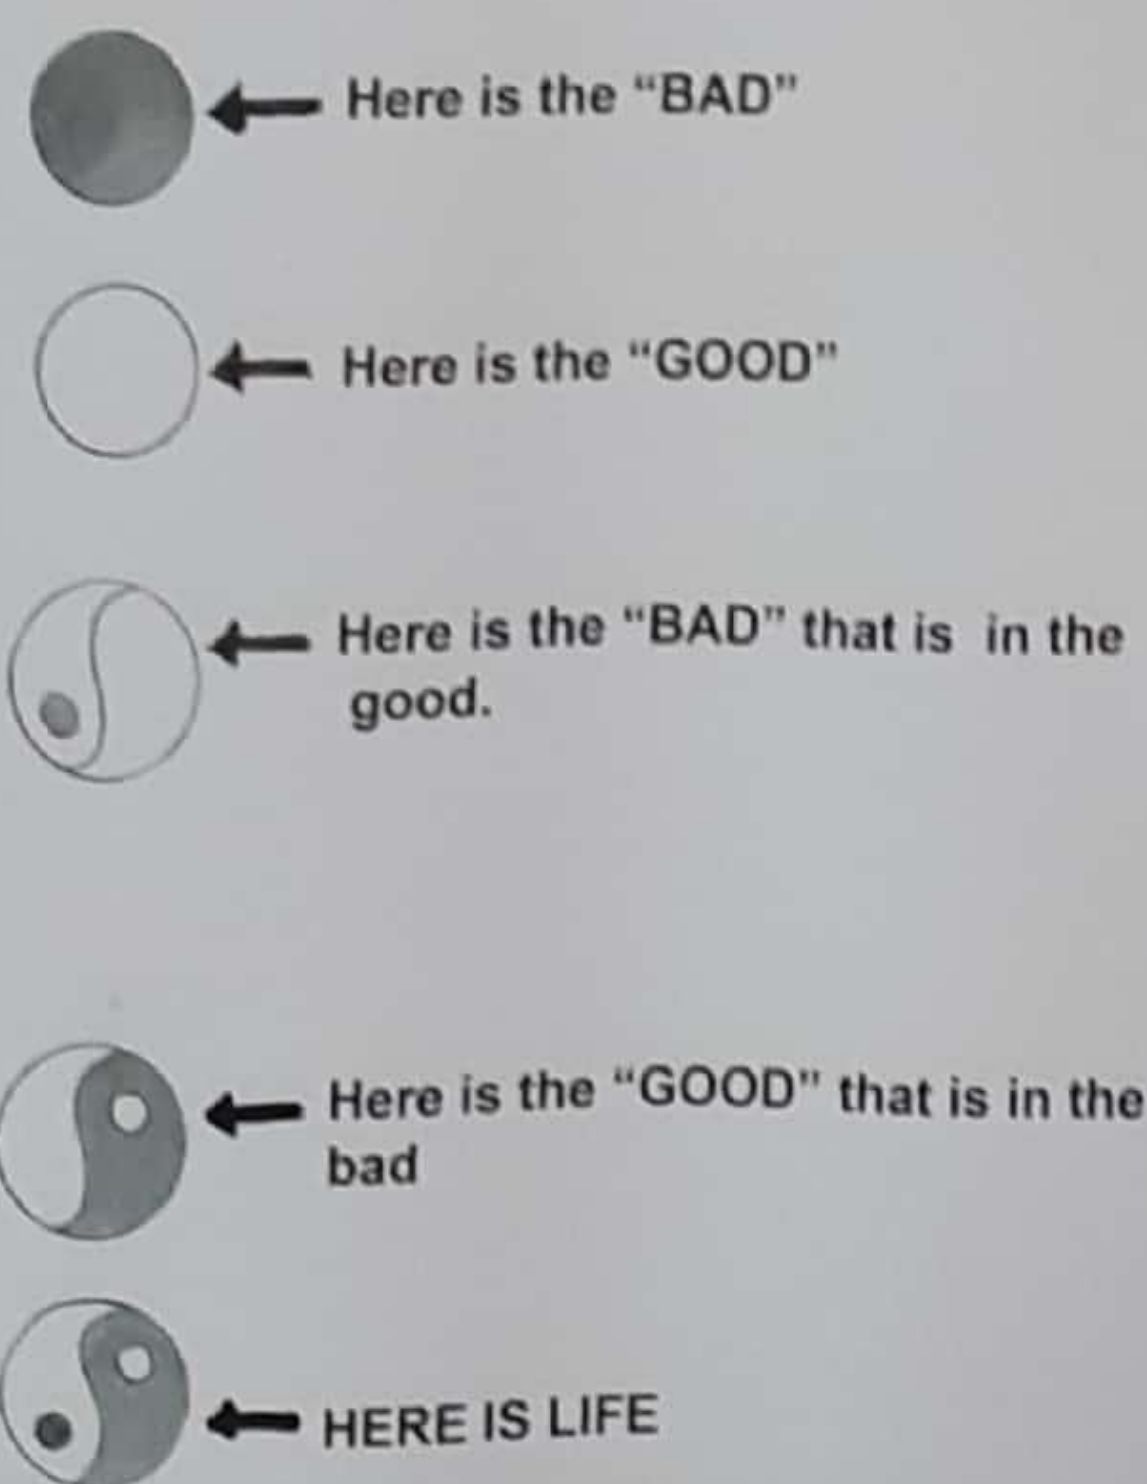 Here is the “BAD”
Here is the “GOOD”
Here is the “BAD” that is in the
good.
Here is the “GOOD” that is in the
bad
HERE IS LIFE